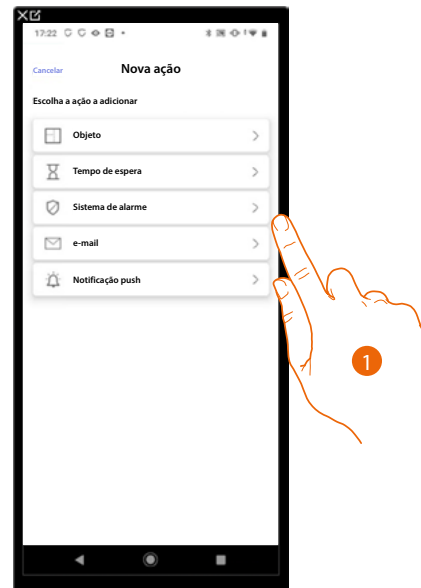 17:22
Cancelar Nova ação
Escolha a ação a adicionar
Objeto
Tempo de espera
Sistema de alarme
e-mail
Notificação push
1